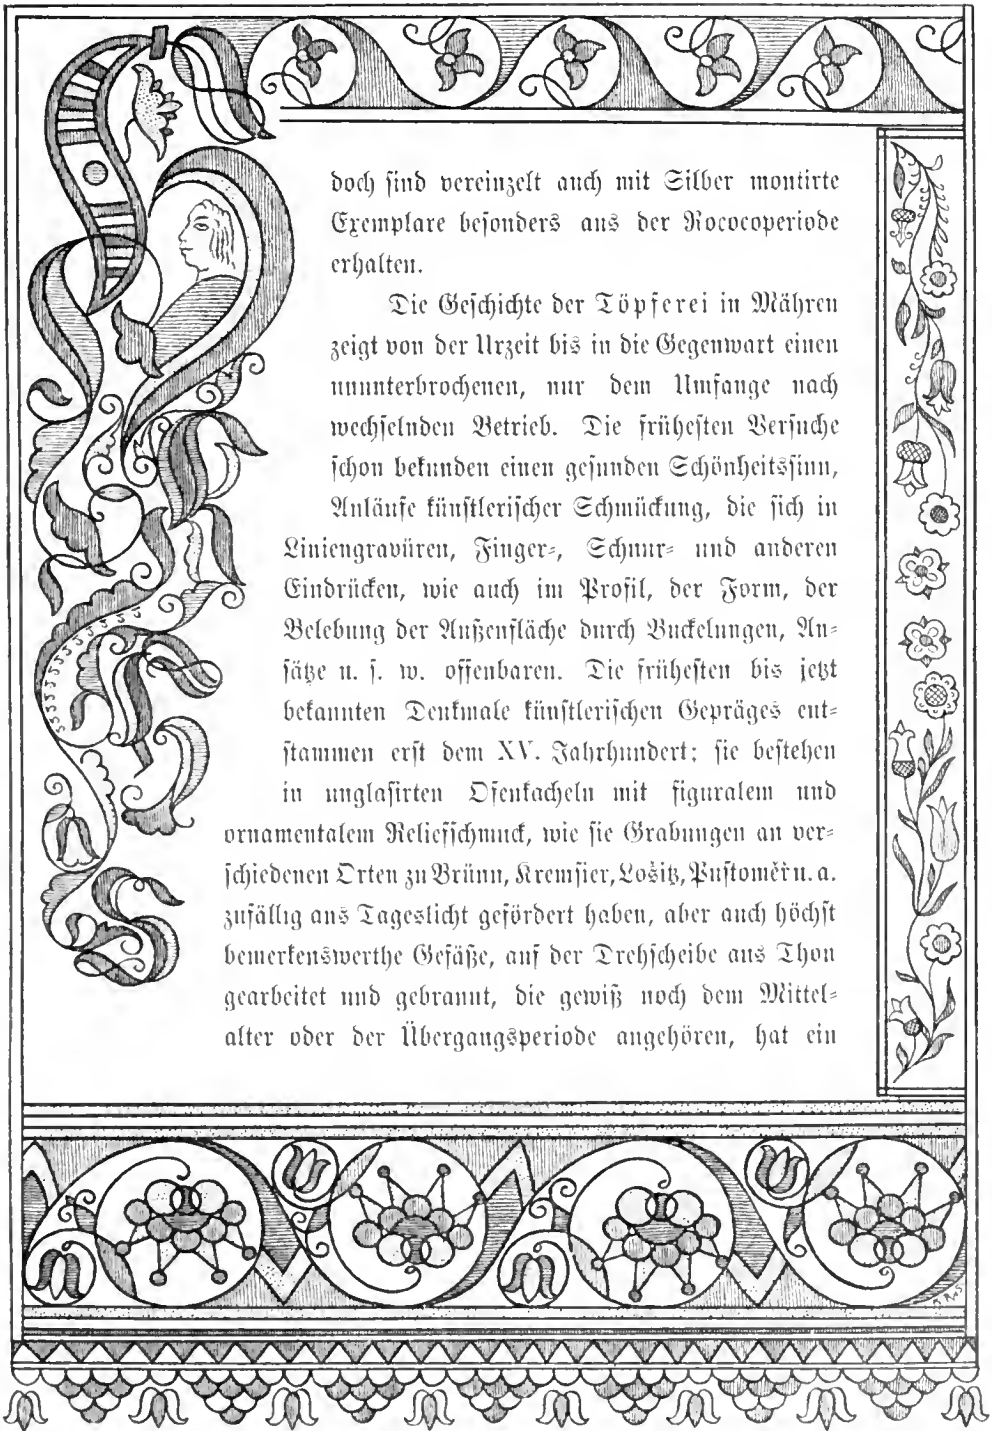 doch sind vereinzelt auch mit Silber montirte
Exemplare besonders aus der Rococoperiode
erhalten.
Die Geschichte der Töpferei in Mähren
zeigt von der Urzeit bis in die Gegenwart einen
ununterbrochenen, nur dem Umfange nach
wechselnden Betrieb. Die frühesten Versuche
schon bekunden einen gesunden Schönheitssinn,
Anläufe künstlerischer Schmückung, die sich in
Liniengravüren, Finger-, Schnur- und anderen
Eindrücken, wie auch im Profil, der Form, der
Belebung der Außenfläche durch Buckelungen, An-
sätze u. s. w. offenbaren. Die frühesten bis jetzt
bekannten Denkmale künstlerischen Gepräges ent-
stammen erst dem XV. Jahrhundert; sie bestehen
in unglasirten Ofenkacheln mit figuralem und
ornamentalem Reliefschmuck, wie sie Grabungen an ver-
schiedenen Orten zu Brünn, Kremsier, Lošitz, Pustoměř u. a.
zufällig ans Tageslicht gefördert haben, aber auch höchst
bemerkenswerthe Gefäße, auf der Drehscheibe aus Thon
gearbeitet und gebrannt, die gewiß noch dem Mittel-
alter oder der Übergangsperiode angehören, hat ein